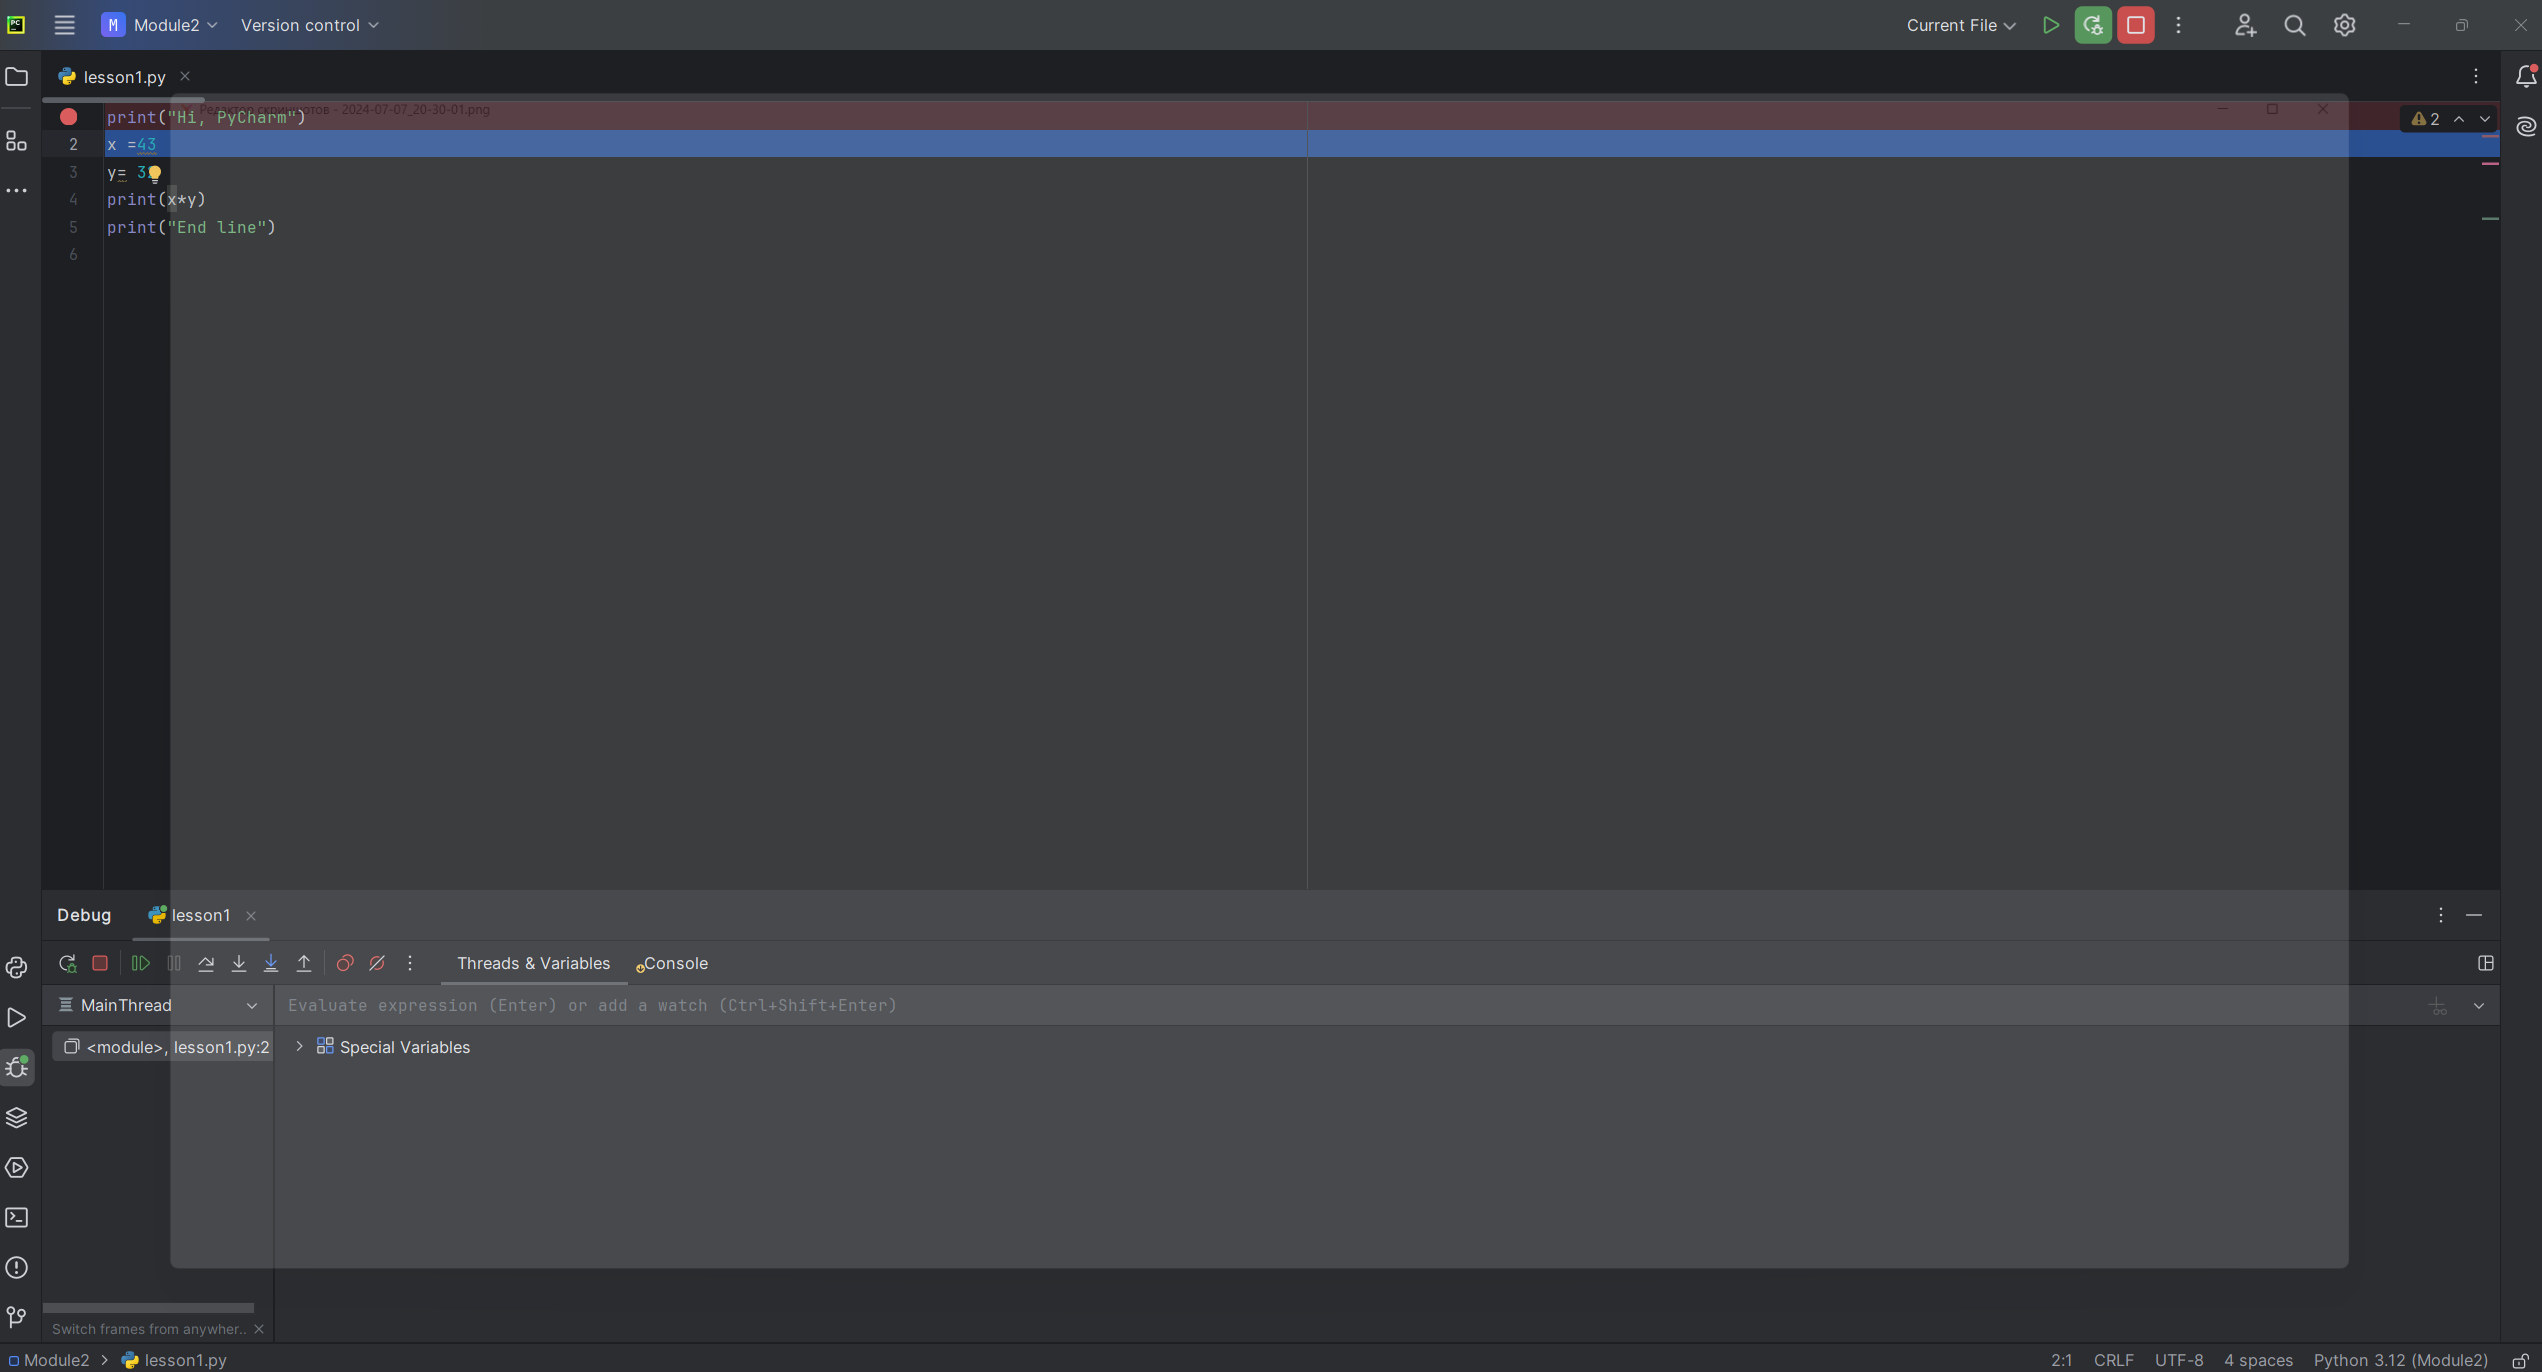 PC
M Module2 Version control Current File
lesson1.py
Редактор скриншотов - 2024-07-07_20-30-01.png
print("Hi, PyCharm")
2 x =43
3 y=
4 print(x*y)
5 print("End line")
6
2
Debug lesson1
Threads & Variables Console
MainThread
Evaluate expression (Enter) or add a watch (Ctrl+Shift+Enter)
<module>, lesson1.py:2
Special Variables
Switch frames from anywher..
Module2 > lesson1.py
2:1 CRLF UTF-8 4 spaces Python 3.12 (Module2)